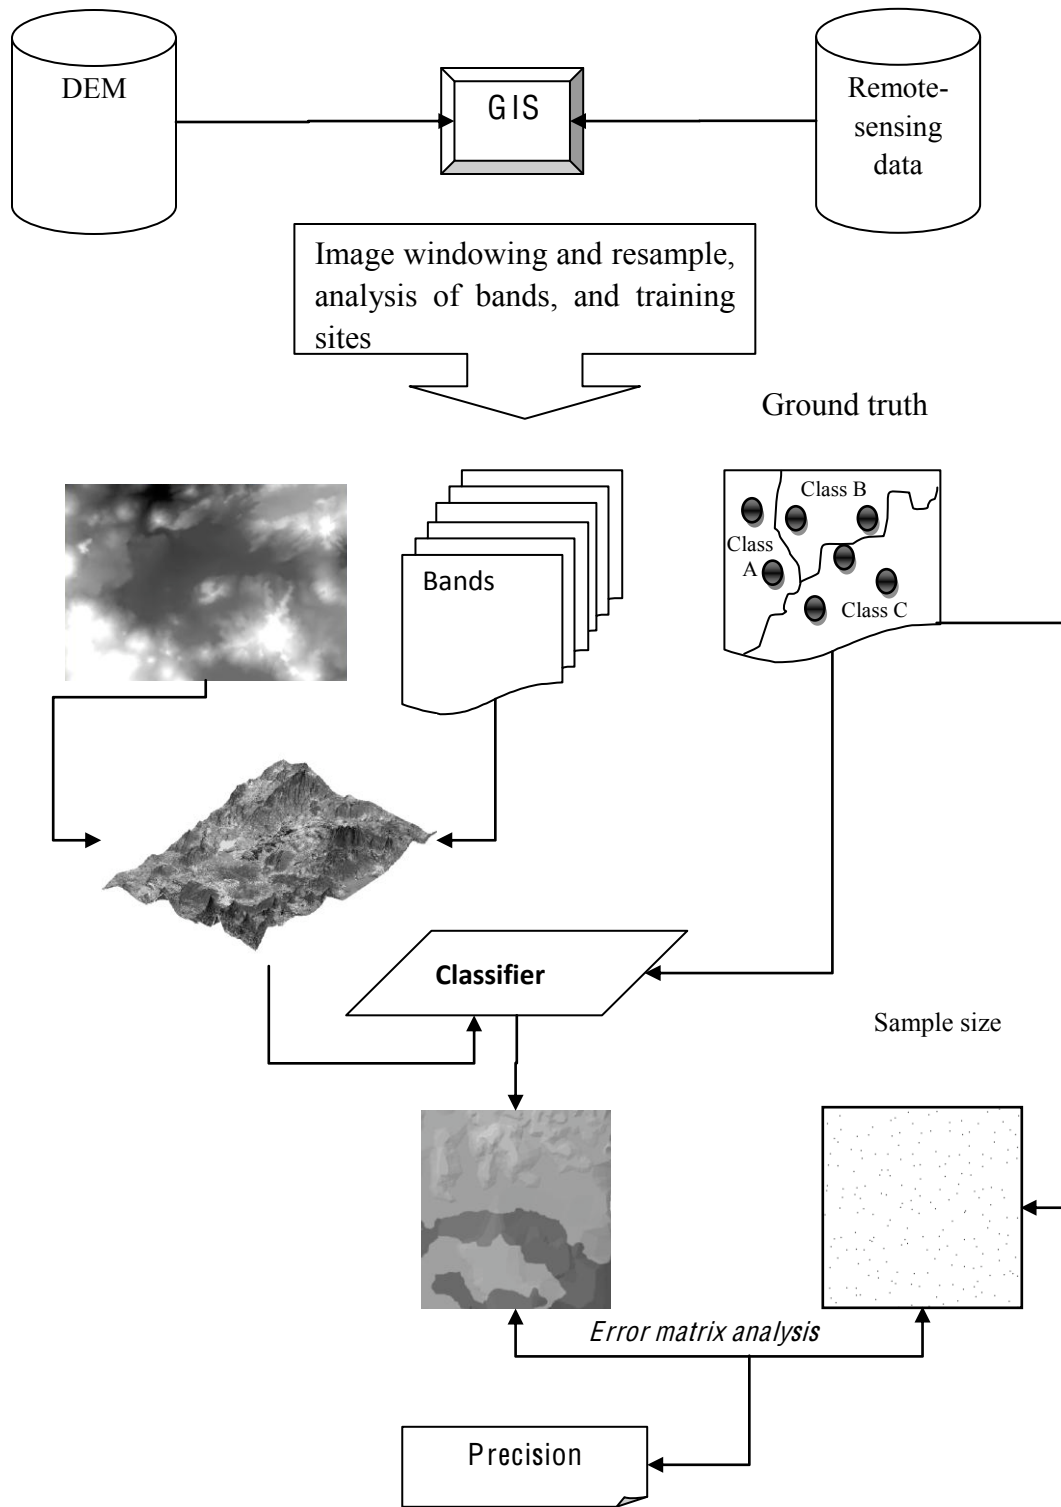 DEM
GIS
Remote-
sensing
data
Image windowing and resample,
analysis of bands, and training
sites
Ground truth
Bands
Class B
Class
A
Class C
Classifier
Sample size
Error matrix analysis
Precision